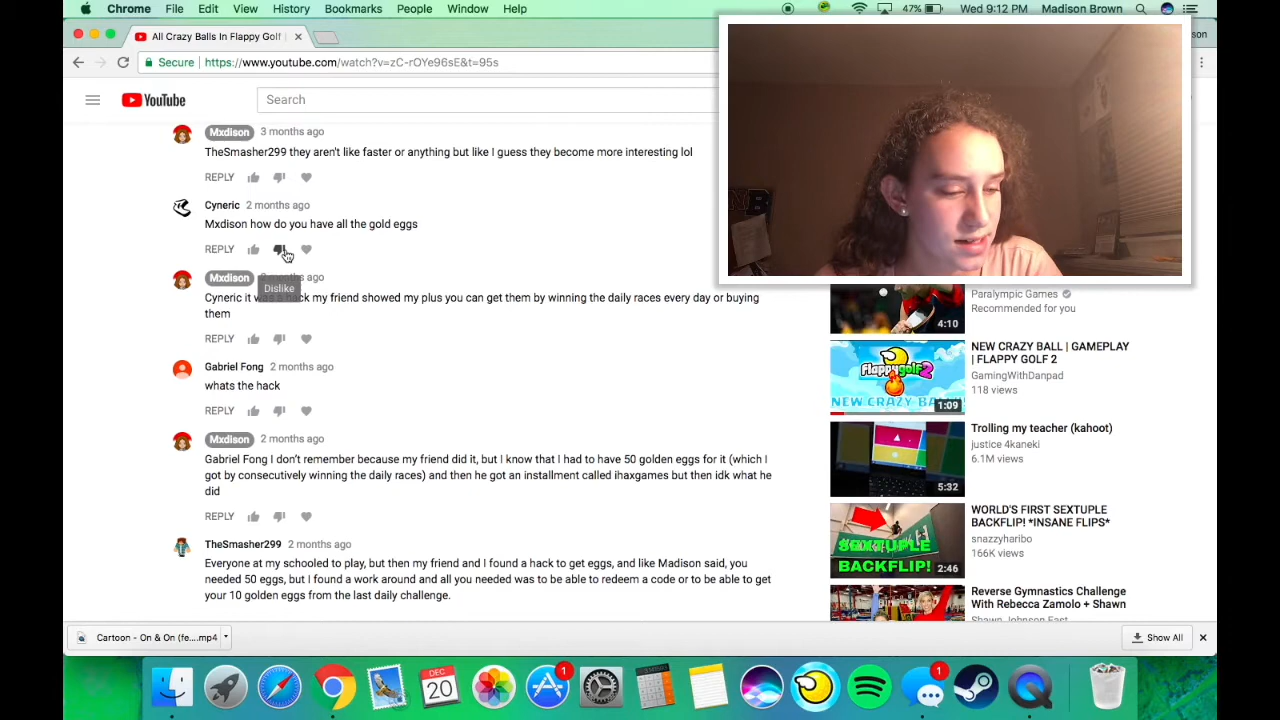 Chrome File Edit View History Bookmarks People Window Help 47% Wed 9:12 PM Madison Brown
All Crazy Balls In Flappy Golf
Secure https://www.youtube.com/watch?v=zC-rOYe96sE&t=95s
YouTube Search
Mxdison 3 months ago
TheSmasher299 they aren't like faster or anything but like I guess they become more interesting lol
REPLY
Cyneric 2 months ago
Mxdison how do you have all the gold eggs
REPLY
Mxdison months ago
Dislike
Cyneric it was a hack my friend showed my plus you can get them by winning the daily races every day or buying
them
REPLY
Gabriel Fong 2 months ago
whats the hack
REPLY
Mxdison 2 months ago
Gabriel Fong I don't remember because my friend did it, but I know that I had to have 50 golden eggs for it (which I
got by consecutively winning the daily races) and then he got an installment called ihaxgames but then idk what he
did
REPLY
TheSmasher299 2 months ago
Everyone at my schooled to play, but then my friend and I found a hack to get eggs, and like Madison said, you
needed 50 eggs, but I found a work around and all you needed was to be able to redeem a code or to be able to get
your 10 golden eggs from the last daily challenge.
Paralympic Games
Recommended for you
4:10
NEW CRAZY BALL | GAMEPLAY
| FLAPPY GOLF 2
GamingWithDanpad
118 views
flappygolf2
NEW CRAZY BA
1:09
Trolling my teacher (kahoot)
justice 4kaneki
6.1M views
5:32
WORLD'S FIRST SEXTUPLE
BACKFLIP! *INSANE FLIPS*
snazzyharibo
166K views
SEXTUPLE
BACKFLIP!
2:46
Reverse Gymnastics Challenge
With Rebecca Zamolo + Shawn
Shawn Johnson East
Cartoon - On & On (fe....mp4
Show All
DEC
20
1
1